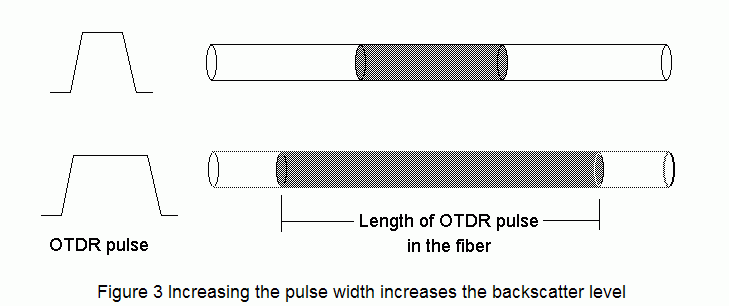 OTDR pulse
Length of OTDR pulse
in the fiber
Figure 3 Increasing the pulse width increases the backscatter level